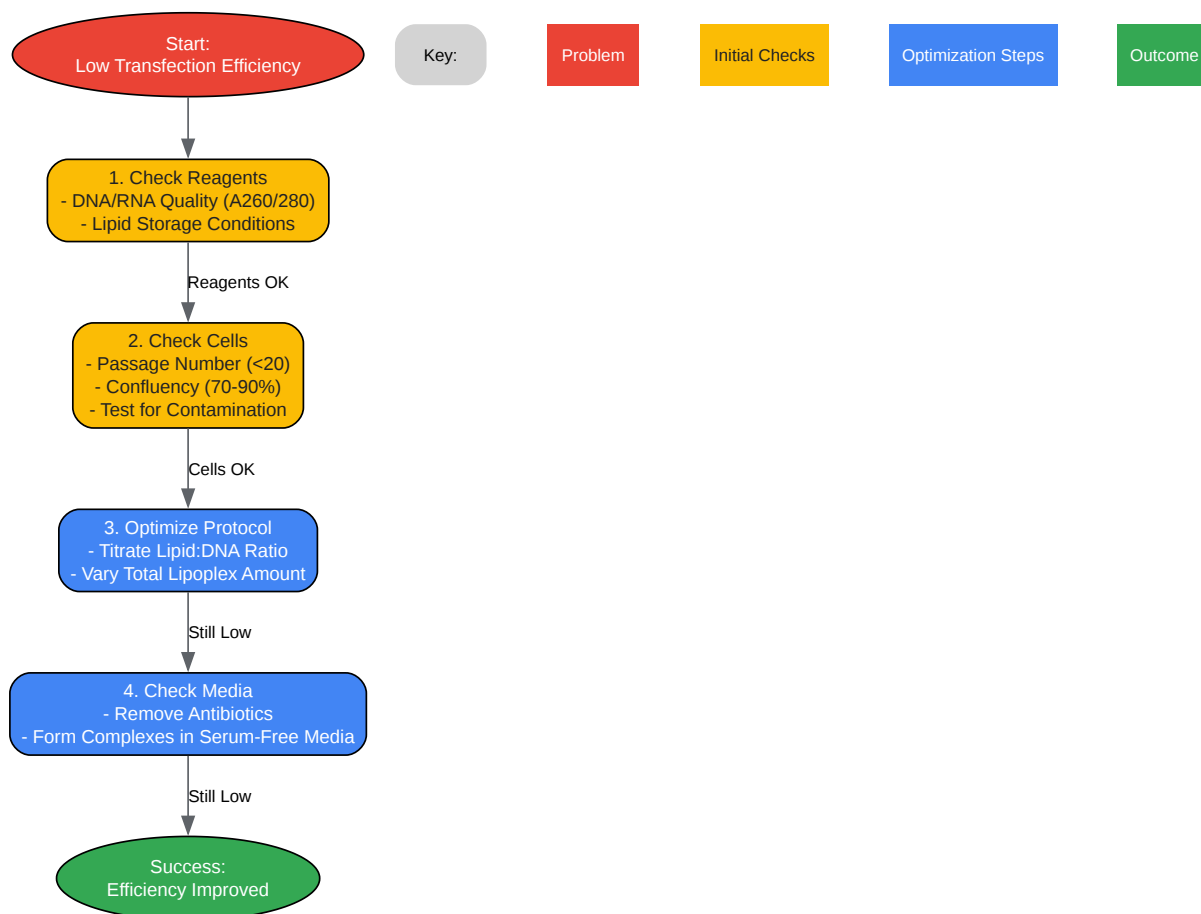 Start:
Low Transfection Efficiency
Key:
Problem
Initial Checks
Optimization Steps
Outcome
1. Check Reagents
- DNA/RNA Quality (A260/280)
- Lipid Storage Conditions
Reagents OK
2. Check Cells
- Passage Number (<20)
- Confluency (70-90%)
- Test for Contamination
Cells OK
3. Optimize Protocol
- Titrate Lipid:DNA Ratio
- Vary Total Lipoplex Amount
Still Low
4. Check Media
- Remove Antibiotics
- Form Complexes in Serum-Free Media
Still Low
Success:
Efficiency Improved